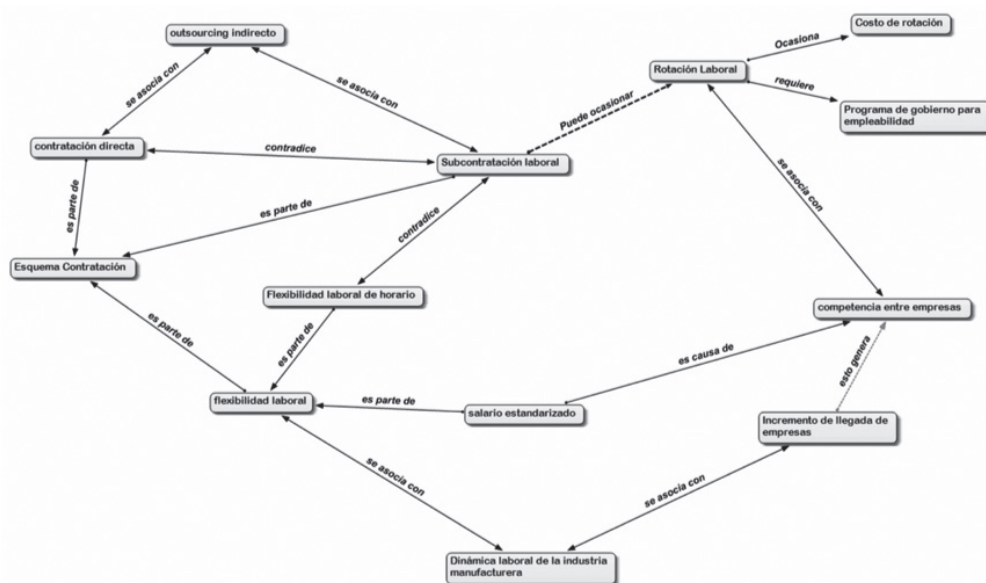 outsourcing indirecto
Costo de rotación
Ocasiona
se asocia con
se asocia con
Rotación Laboral
requiere
Puede ocasionar
Programa de gobierno para
empleabilidad
contratación directa
contradice
Subcontratación laboral
es parte de
es parte de
se asocia con
contradice
Esquema Contratación
Flexibilidad laboral de horario
competencia entre empresas
es parte de
es parte de
es causa de
esto genera
flexibilidad laboral
es parte de
salario estandarizado
Incremento de llegada de
empresas
se asocia con
se asocia con
Dinámica laboral de la industria
manufacturera